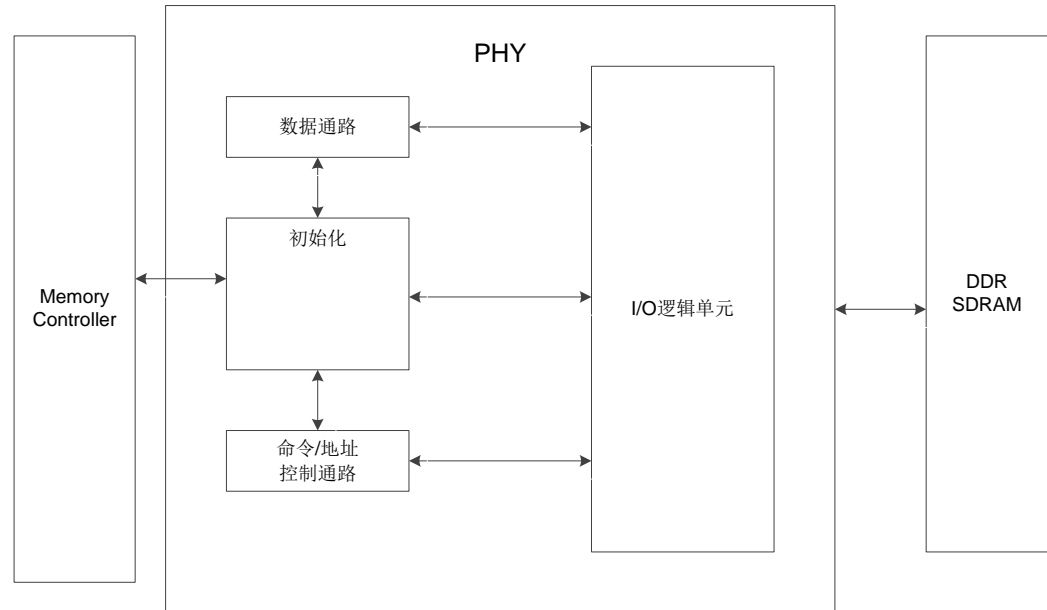 PHY
数据通路
初始化
Memory
Controller
I/O逻辑单元
DDR
SDRAM
命令/地址
控制通路